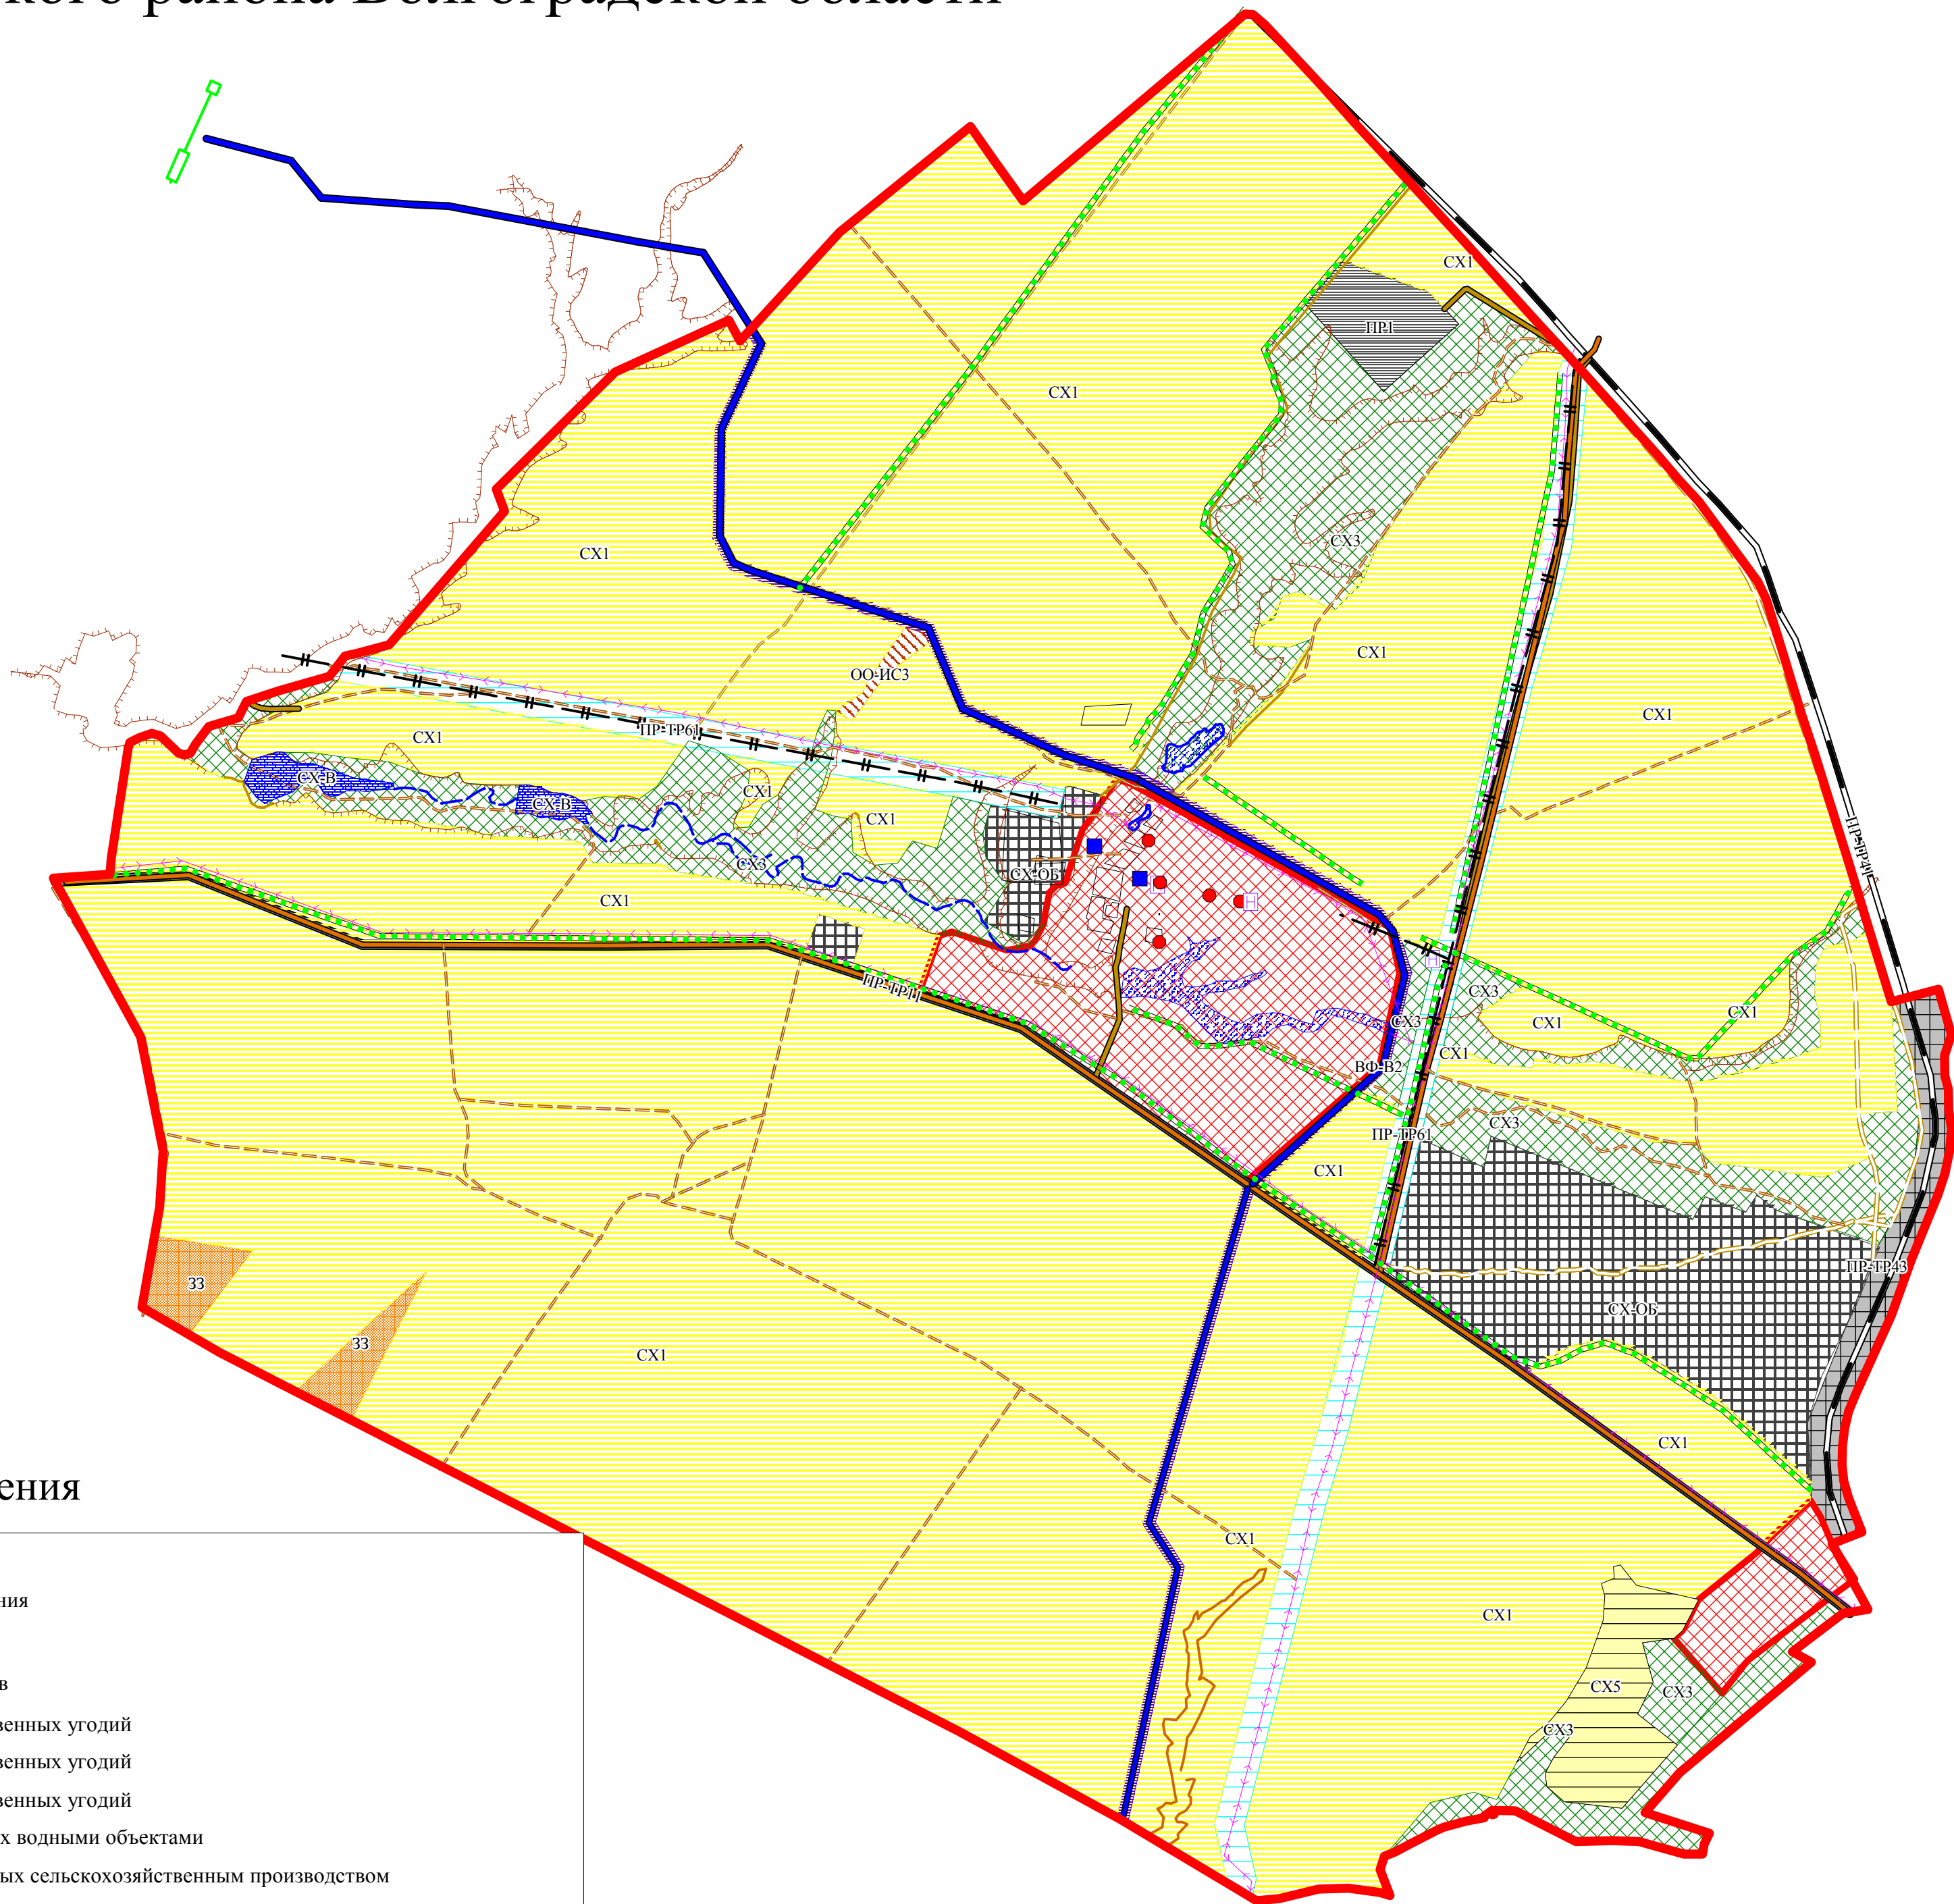 кого района Волгоградской области
СХ1
ПР1
СХ1
СХ3
СХ1
СХ1
ОО-ИС3
СХ1
ПР-ТР61
СХ1
СХ-В
СХ1
СХ-В
СХ1
СХ3
СХ-ОБ
СХ1
Н
Н
ПР-ТР11
Н
СХ3
СХ3
СХ1
СХ1
СХ1
ВФ-В2
СХ3
ПР-ТР61
СХ1
ПР-ТР43
СХ-ОБ
ЗЗ
ЗЗ
СХ1
СХ1
СХ1
СХ1
СХ5
СХ3
СХ3
ения
ния
в
венных угодий
венных угодий
венных угодий
х водными объектами
ых сельскохозяйственным производством